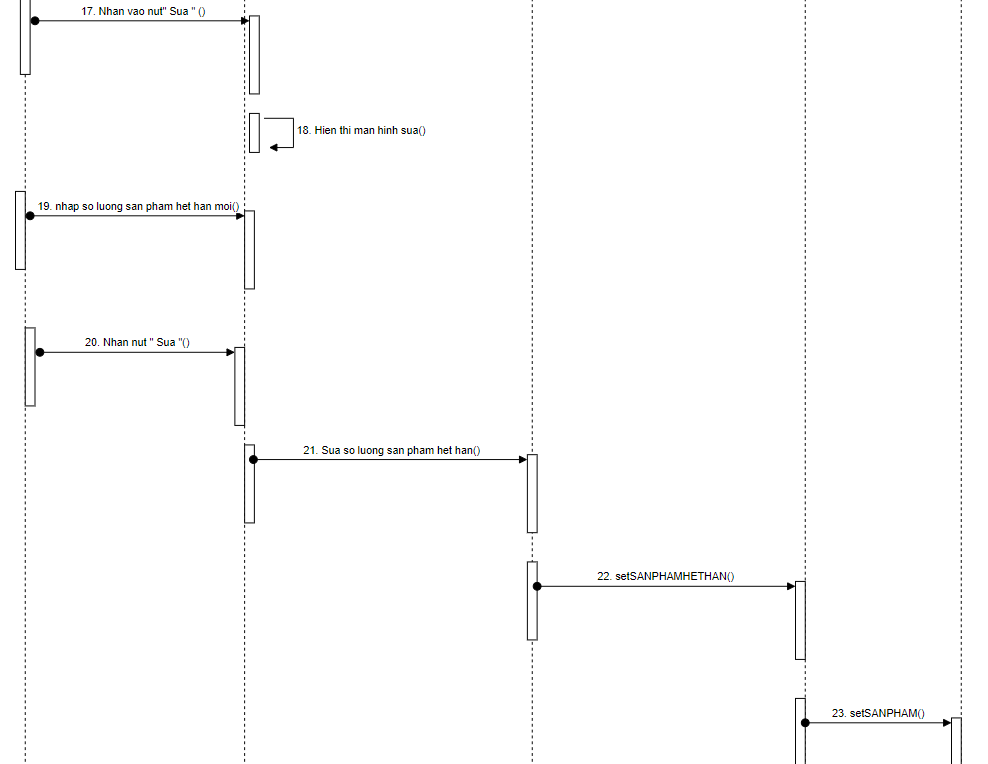 17. Nhan vao nut" Sua " ()
18. Hien thi man hinh sua()
19. nhap so luong san pham het han moi()
20. Nhan nut " Sua "()
21. Sua so luong san pham het han()
22. setSANPHAMHETHAN()
23. setSANPHAM()